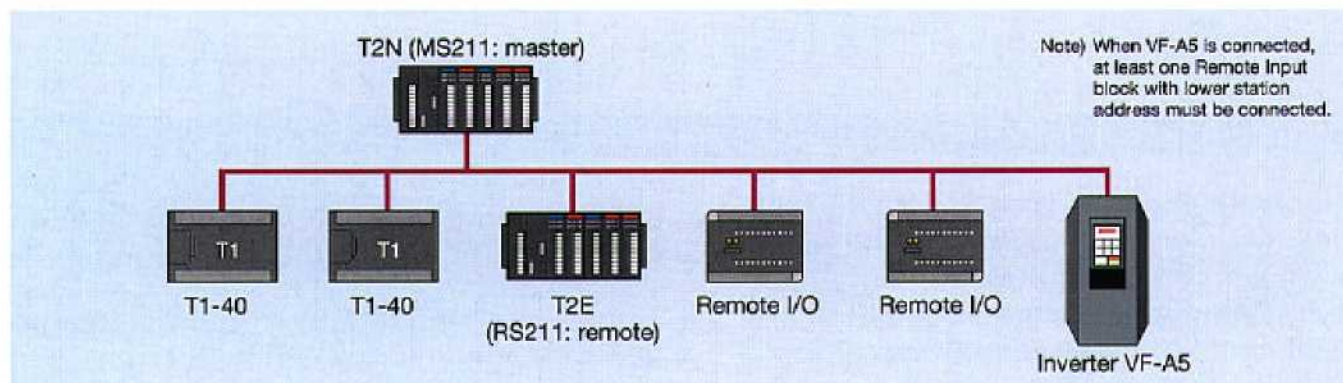 T2N (MS211: master)
Note) When VF-A5 is connected,
at least one Remote Input
block with lower station
address must be connected.
T1
T1
T1-40
T1-40
T2E
(RS211: remote)
Remote I/O
Remote I/O
Inverter VF-A5